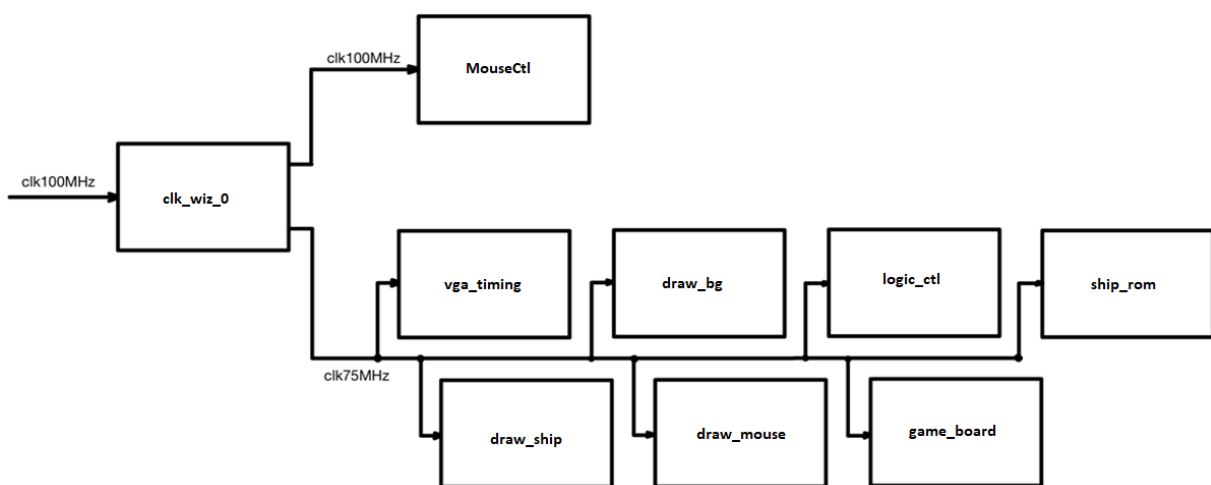 clk100MHz
MouseCtl
clk100MHz
clk_wiz_0
vga_timing
draw_bg
logic_ctl
ship_rom
clk75MHz
draw_ship
draw_mouse
game_board